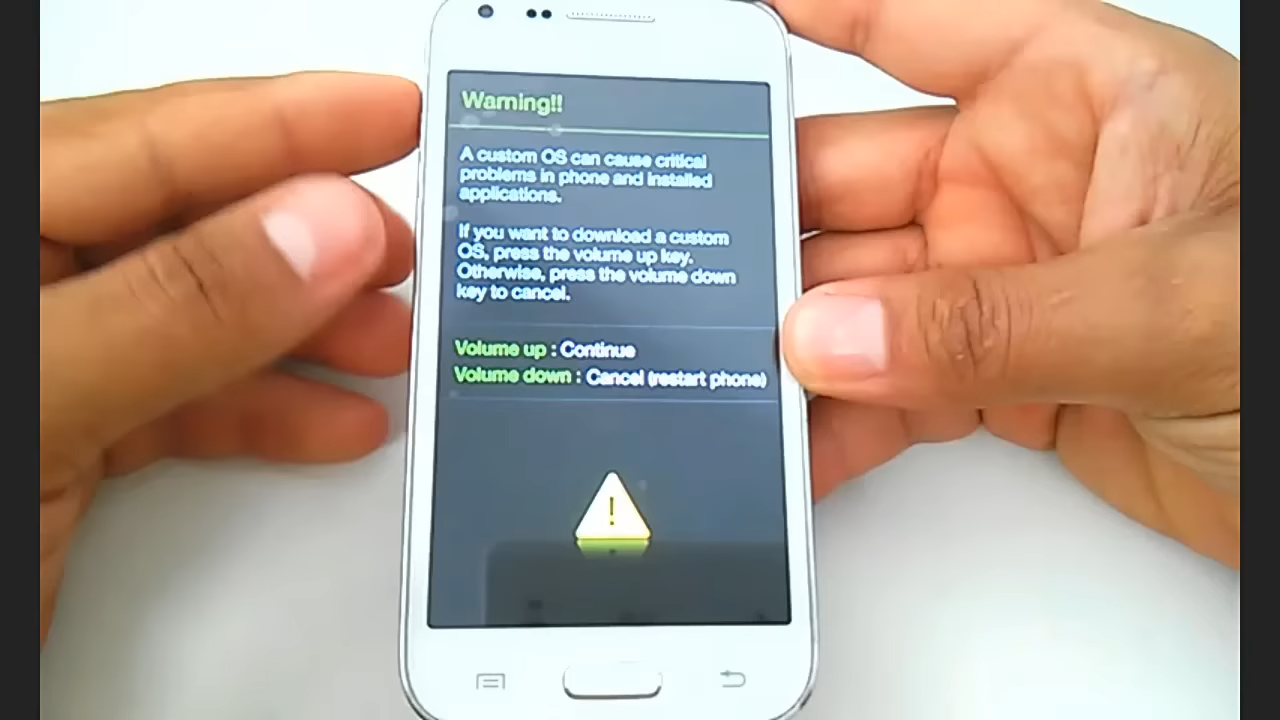 Warning!!
A custom OS can cause critical
problems in phone and installed
applications.
If you want to download a custom
OS, press the volume up key.
Otherwise, press the volume down
key to cancel.
Volume up : Continue
Volume down : Cancel (restart phone)
!